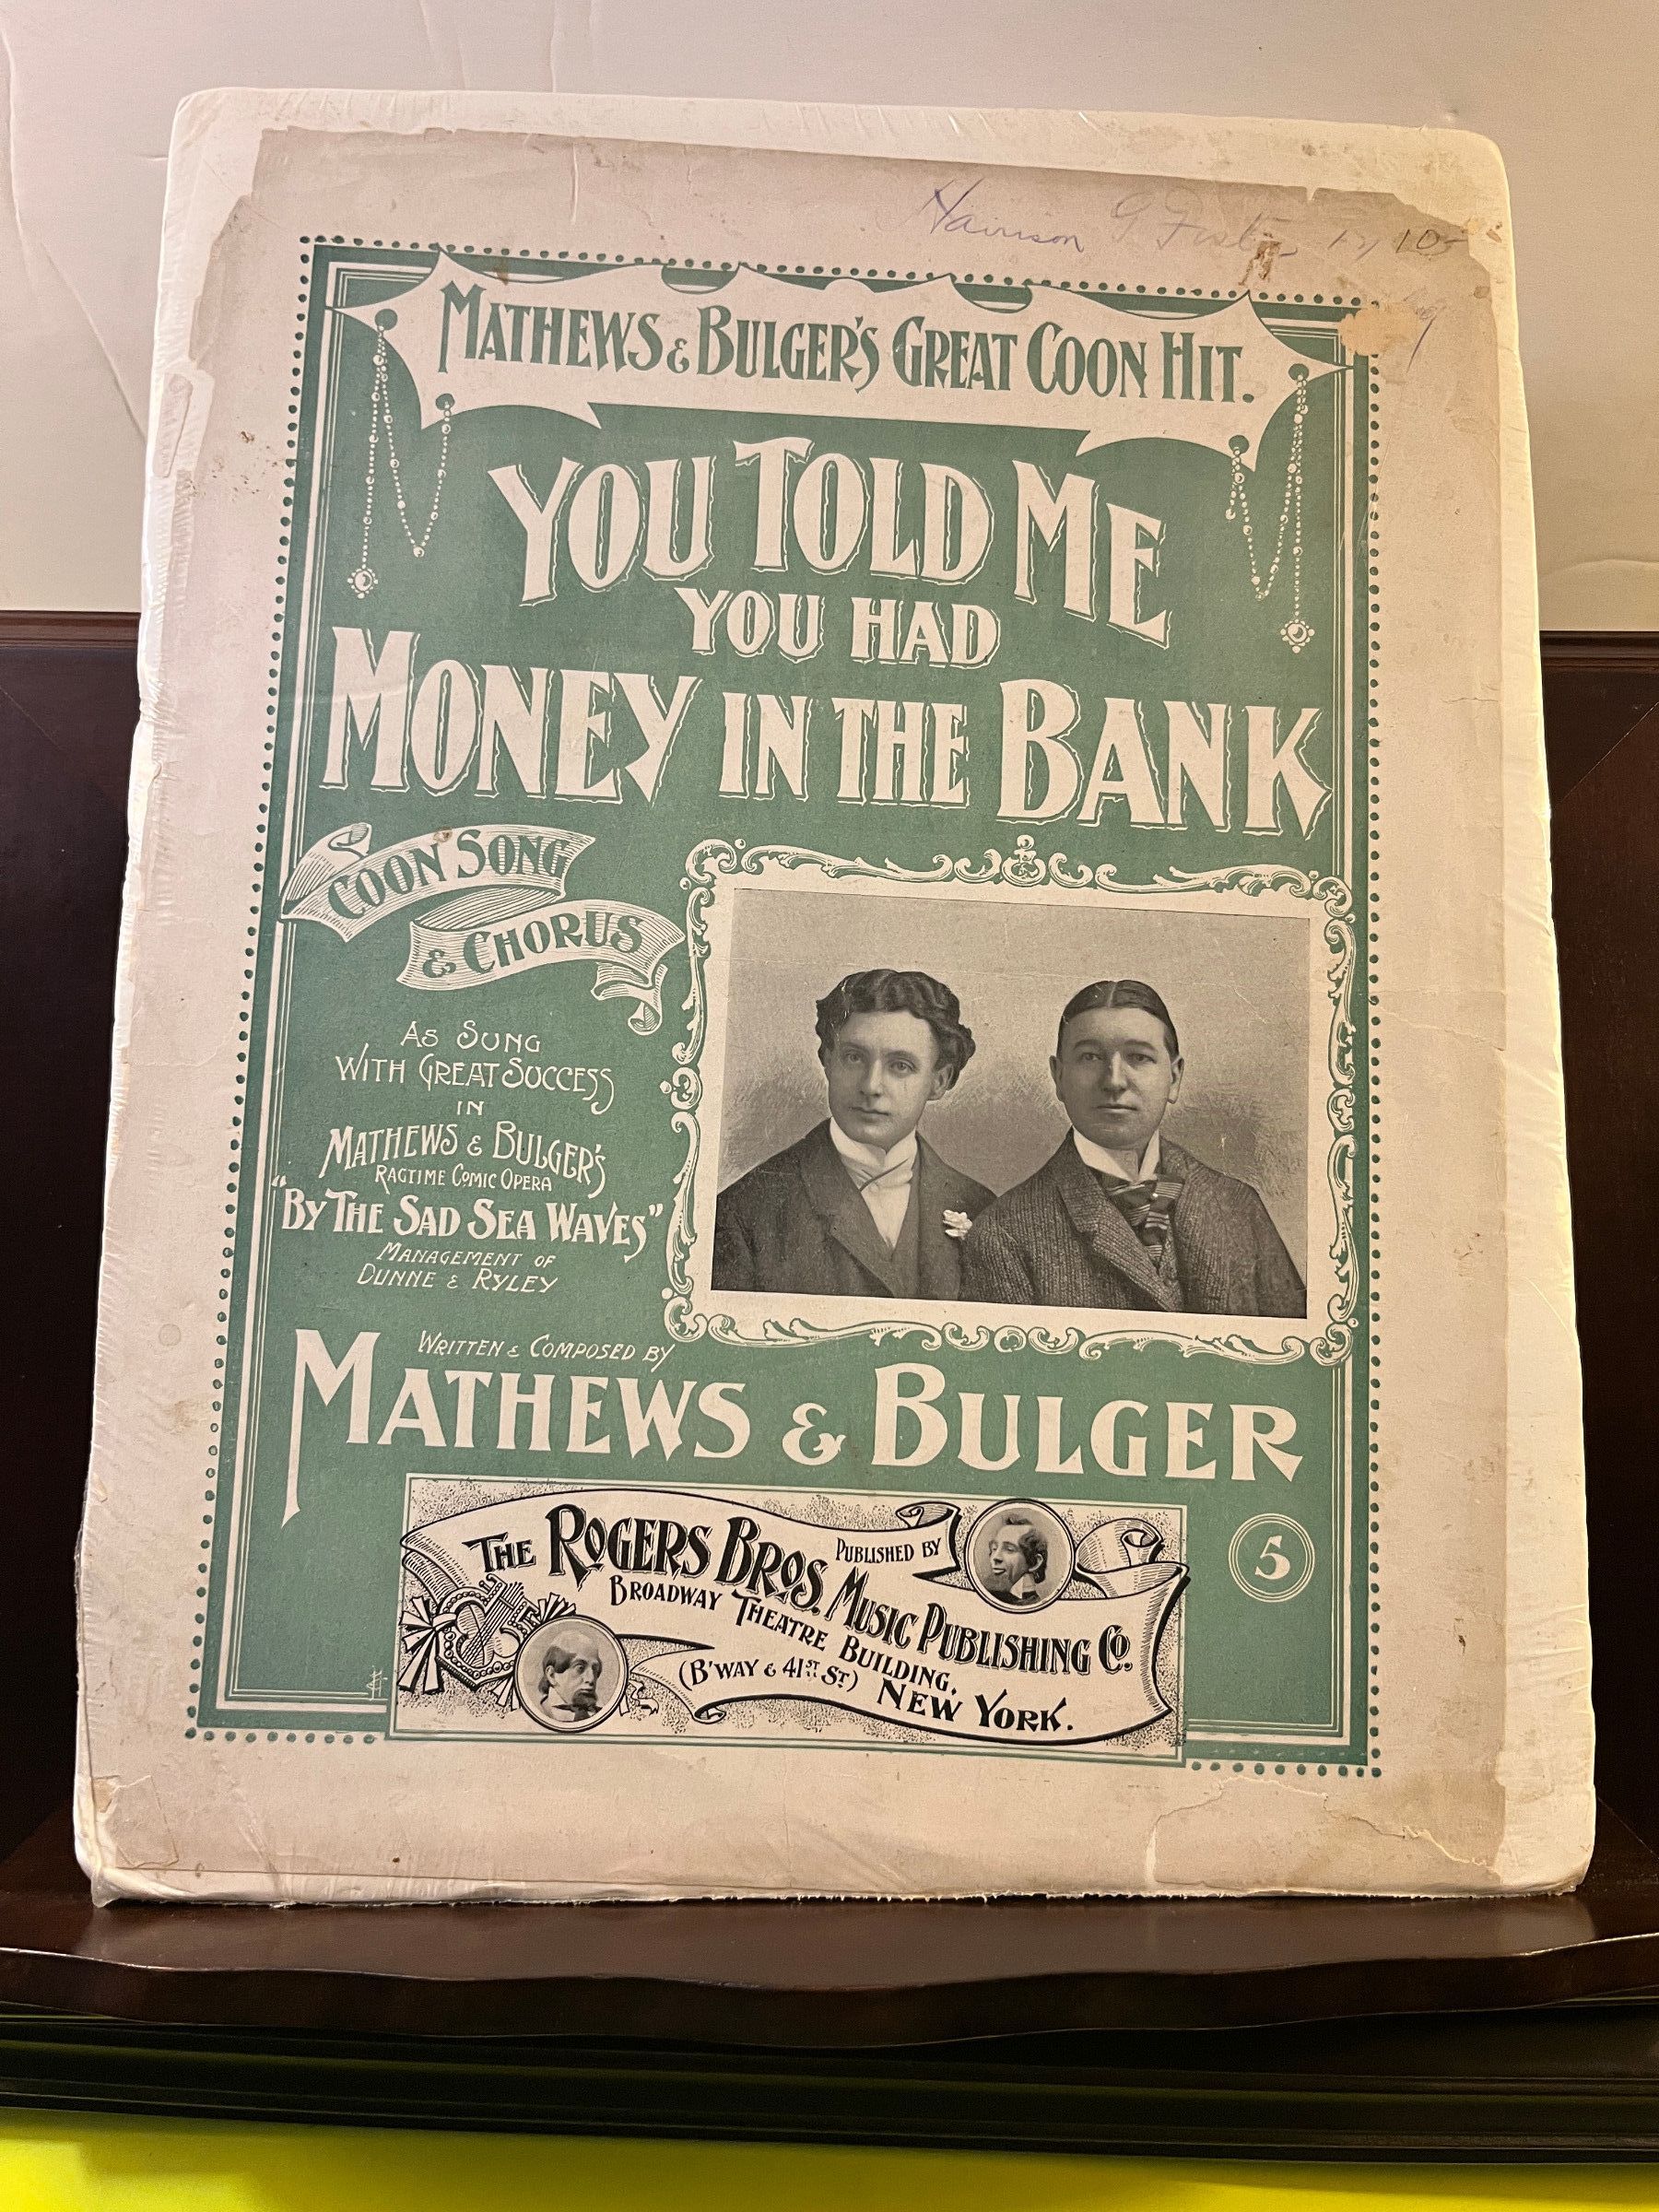 Harrison G.
MATHEWS & BULGER'S GREAT COON HIT.
YOU TOLD ME
YOU HAD
MONEY IN THE BANK
COON SONG
& CHORUS
AS SUNG
WITH GREAT SUCCESS
IN
MATHEWS & BULGER'S
RAGTIME COMIC OPERA
"BY THE SAD SEA WAVES"
MANAGEMENT OF
DUNNE & RYLEY
WRITTEN & COMPOSED BY
MATHEWS & BULGER
5
PUBLISHED BY
THE ROGERS BROS. MUSIC PUBLISHING CO.
BROADWAY THEATRE BUILDING,
(B'WAY & 41ST ST.) NEW YORK.